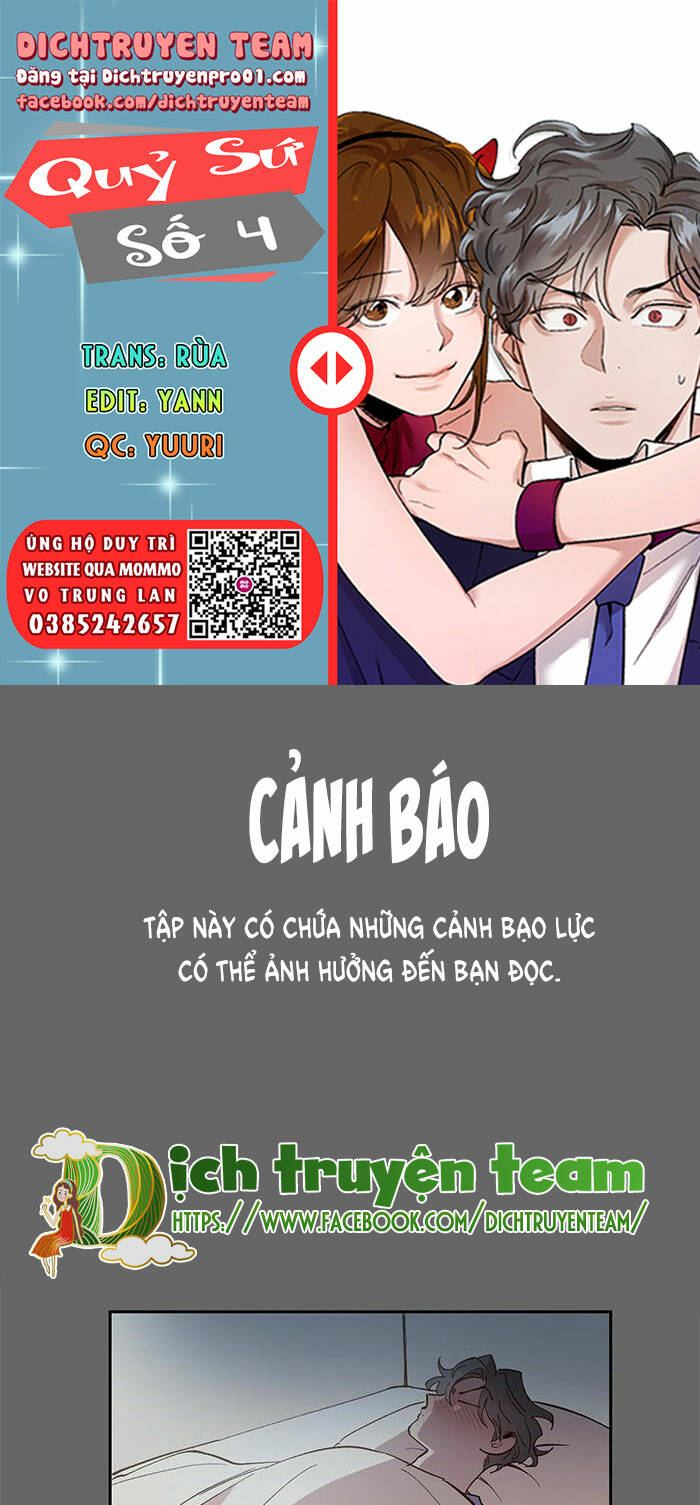 DICHTRUYEN TEAM
Đăng tại Dichtruyenpro01.com
facebook.com/dichtruyenteam
Quỷ Sứ
Số 4
TRANS: RÙA
EDIT: YANN
QC: YUURI
ỦNG HỘ DUY TRÌ
WEBSITE QUA MOMMO
VO TRUNG LAN
0385242657
CẢNH BÁO
TẬP NÀY CÓ CHỨA NHỮNG CẢNH BẠO LỰC
CÓ THỂ ẢNH HƯỞNG ĐẾN BẠN ĐỌC.
Dịch truyện team
HTTPS://WWW.FACEBOOK.COM/DICHTRUYENTEAM/